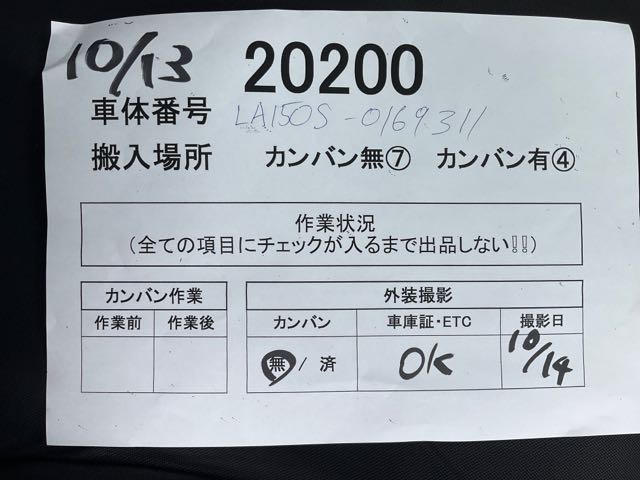 10/13 20200
車体番号 LA150S-0169311
搬入場所 カンバン無⑦ カンバン有④
作業状況
(全ての項目にチェックが入るまで出品しない!!)
カンバン作業
作業前 作業後
外装撮影
カンバン 車庫証・ETC 撮影日
無 / 済 OK 10/14